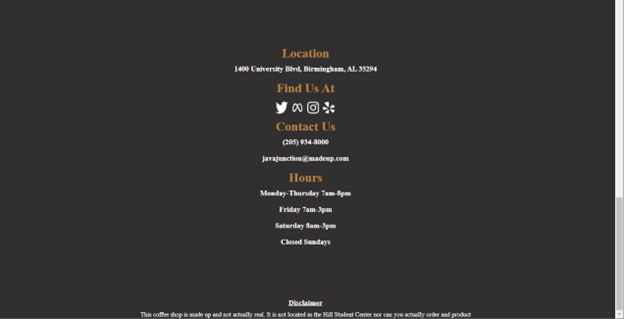 Location
1400 University Blvd, Birmingham, AL 35294
Find Us At
Contact Us
(205) 934-8000
javajunction@madeup.com
Hours
Monday-Thursday 7am-8pm
Friday 7am-3pm
Saturday 8am-3pm
Closed Sundays
Disclaimer
This coffee shop is made up and not actually real. It is not located in the Hill Student Center nor can you actually order and product